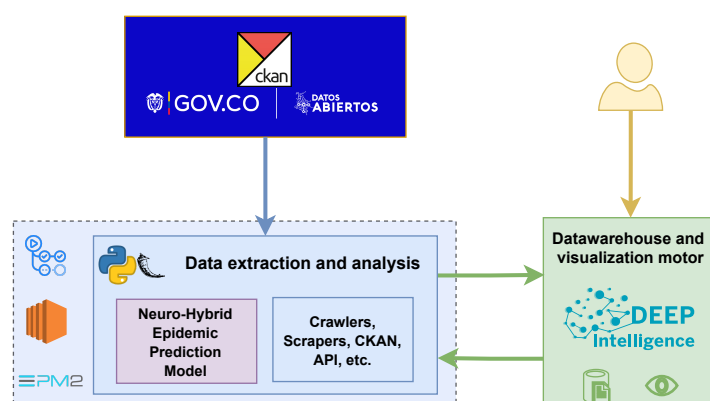 ckan
GOV.CO
DATOS
ABIERTOS
Data extraction and analysis
Neuro-Hybrid
Epidemic
Prediction
Model
Crawlers,
Scrapers, CKAN,
API, etc.
PM2
Datawarehouse and
visualization motor
DEEP
Intelligence